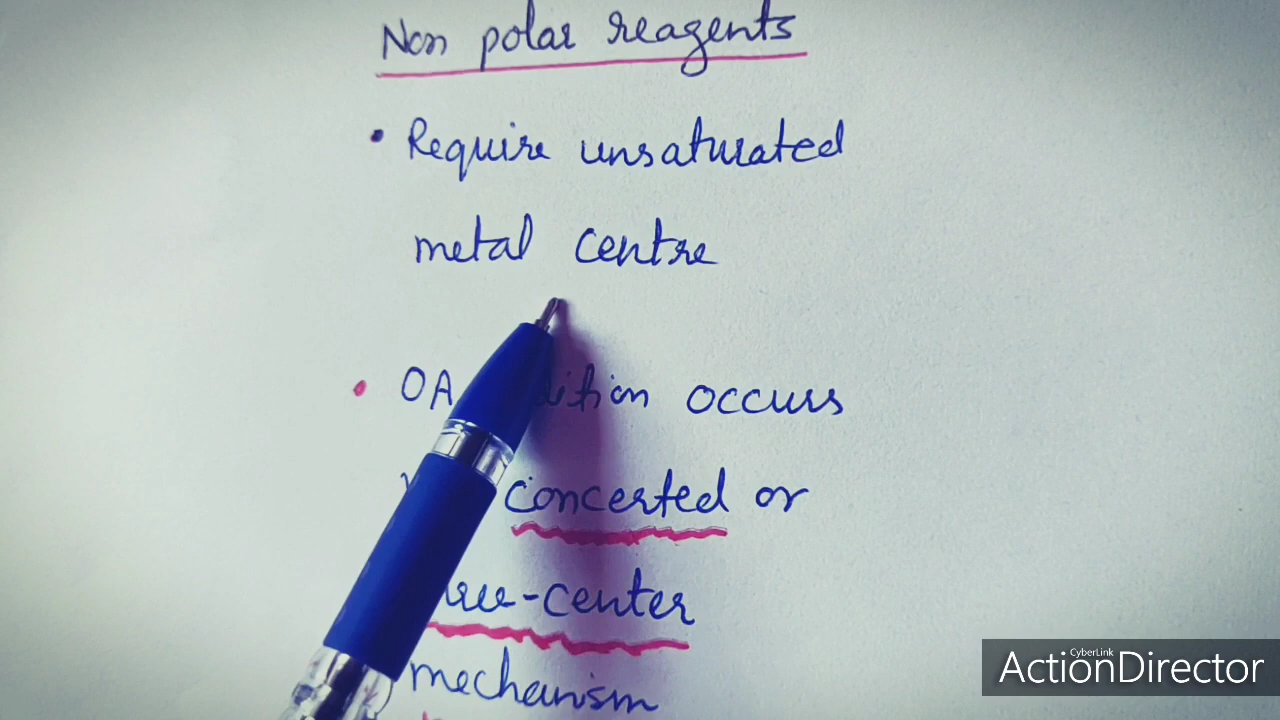 Non polar reagents
• Require unsaturated
metal centre
• OA occurs
concerted or
-center
mechanism
CyberLink
ActionDirector